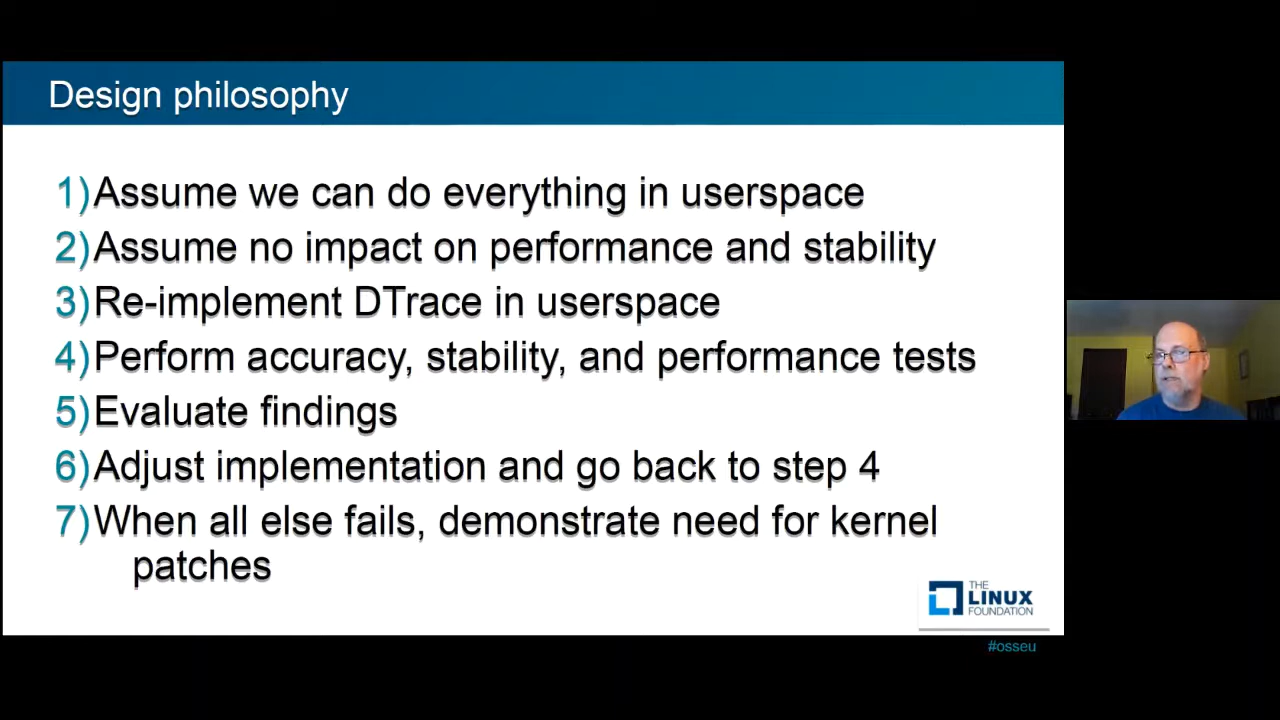 Design philosophy
1) Assume we can do everything in userspace
2) Assume no impact on performance and stability
3) Re-implement DTrace in userspace
4) Perform accuracy, stability, and performance tests
5) Evaluate findings
6) Adjust implementation and go back to step 4
7) When all else fails, demonstrate need for kernel
patches
THE
LINUX
FOUNDATION
#osseu